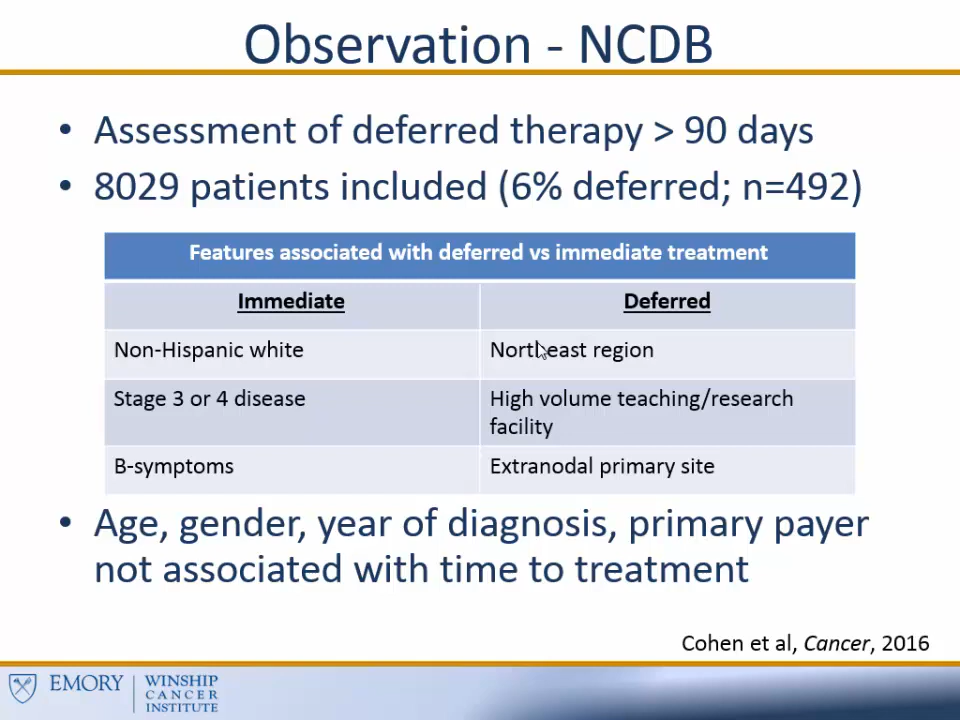 Observation - NCDB
• Assessment of deferred therapy > 90 days
• 8029 patients included (6% deferred; n=492)
Features associated with deferred vs immediate treatment
Immediate
Deferred
Non-Hispanic white
Northeast region
Stage 3 or 4 disease
High volume teaching/research
facility
B-symptoms
Extranodal primary site
• Age, gender, year of diagnosis, primary payer
not associated with time to treatment
Cohen et al, Cancer, 2016
EMORY
WINSHIP
CANCER
INSTITUTE